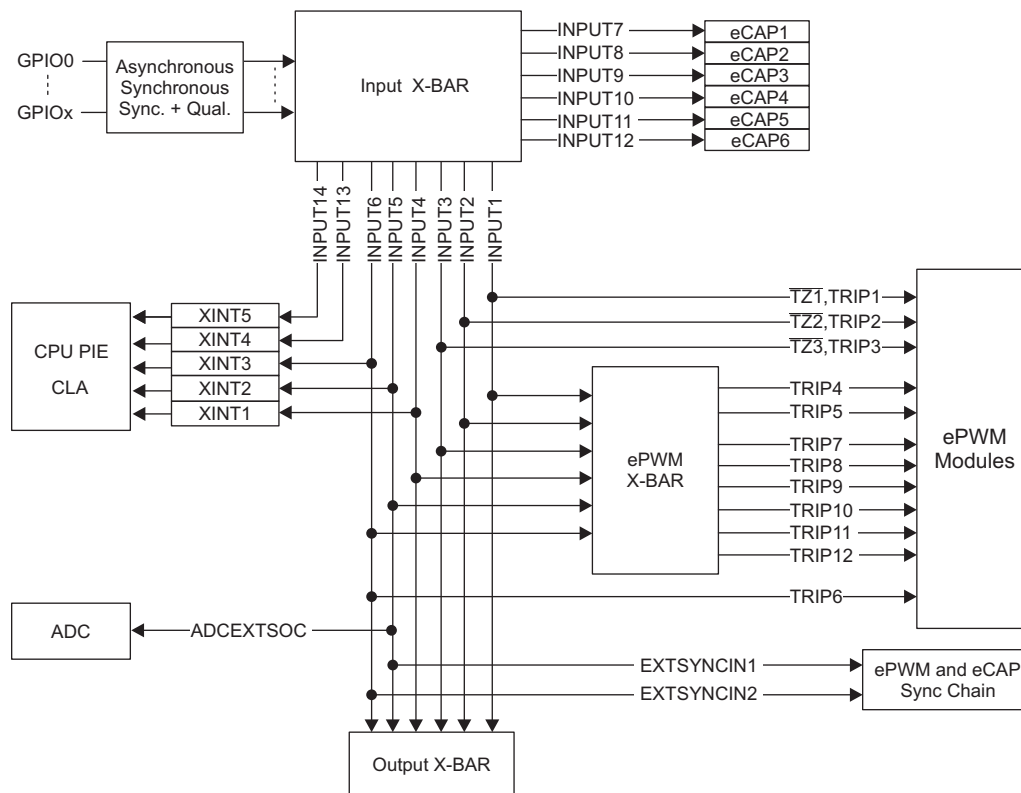 GPIO0
GPIOx
Asynchronous
Synchronous
Sync. + Qual.
Input X-BAR
INPUT7
INPUT8
INPUT9
INPUT10
INPUT11
INPUT12
eCAP1
eCAP2
eCAP3
eCAP4
eCAP5
eCAP6
INPUT14
INPUT13
INPUT6
INPUT5
INPUT4
INPUT3
INPUT2
INPUT1
CPU PIE
CLA
XINT5
XINT4
XINT3
XINT2
XINT1
TZ1,TRIP1
TZ2,TRIP2
TZ3,TRIP3
ePWM
X-BAR
TRIP4
TRIP5
TRIP7
TRIP8
TRIP9
TRIP10
TRIP11
TRIP12
TRIP6
ePWM
Modules
ADC
ADCEXTSOC
EXTSYNCIN1
EXTSYNCIN2
ePWM and eCAP
Sync Chain
Output X-BAR